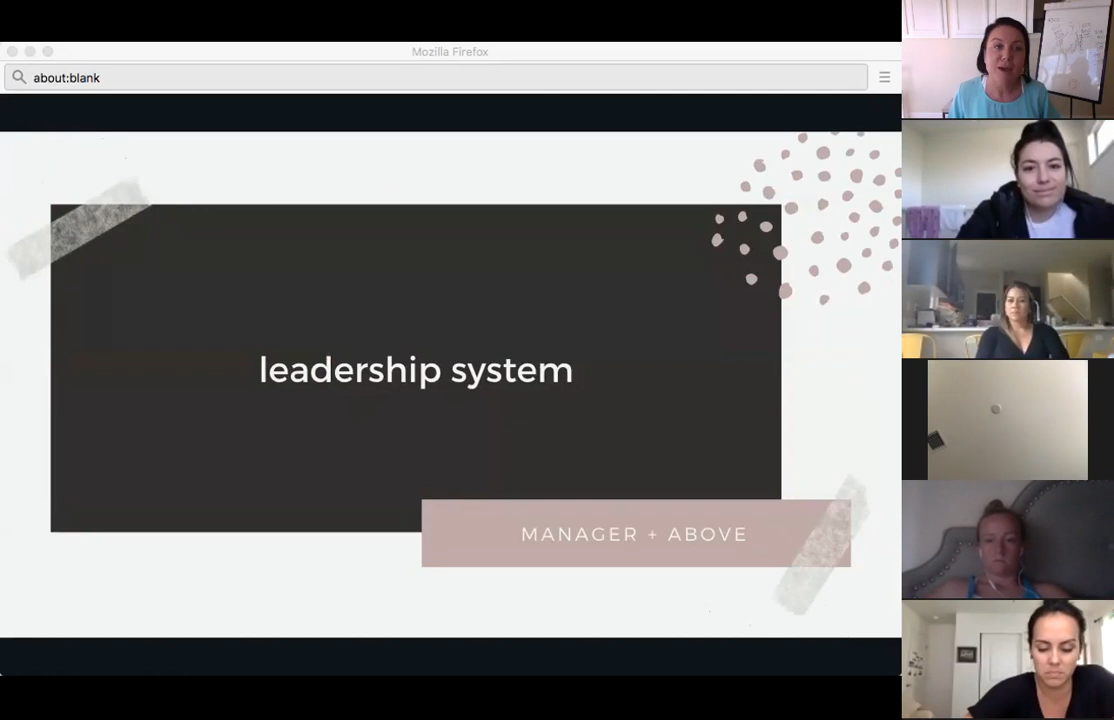 Mozilla Firefox
about:blank
leadership system
MANAGER + ABOVE